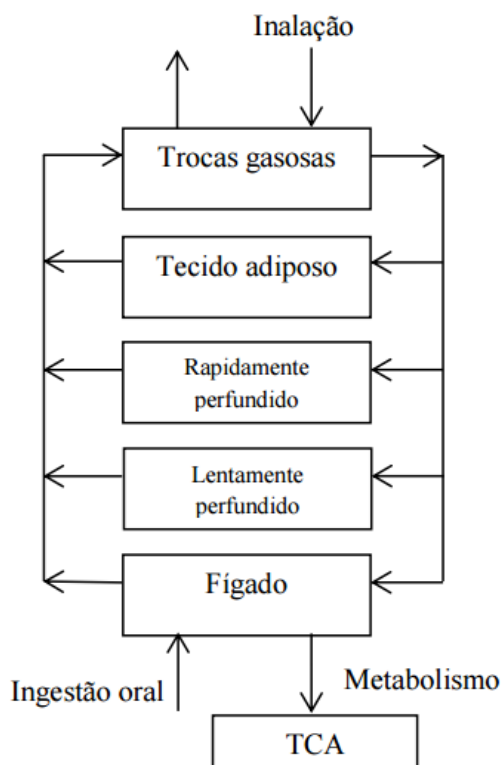 Inalação
Trocas gasosas
Tecido adiposo
Rapidamente
perfundido
Lentamente
perfundido
Fígado
Ingestão oral
Metabolismo
TCA